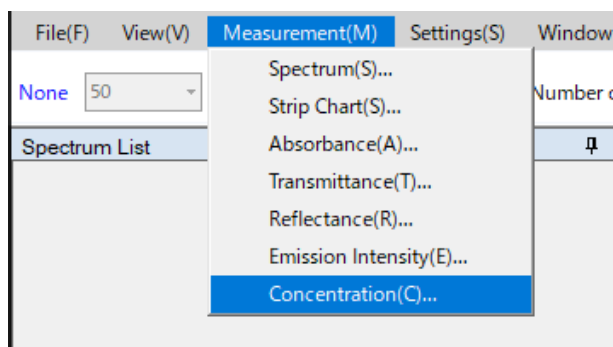 File(F) View(V) Measurement(M) Settings(S) Window
None 50 Number
Spectrum List
Spectrum(S)...
Strip Chart(S)...
Absorbance(A)...
Transmittance(T)...
Reflectance(R)...
Emission Intensity(E)...
Concentration(C)...